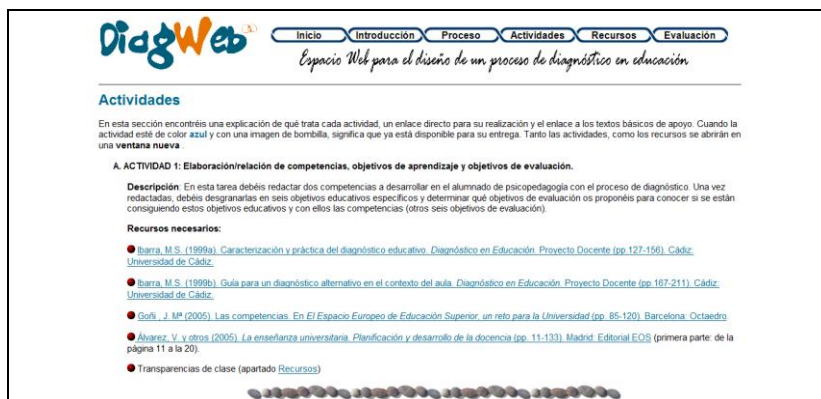 DiagWeb
Inicio Introducción Proceso Actividades Recursos Evaluación
Espacio Web para el diseño de un proceso de diagnóstico en educación
Actividades
En esta sección encontréis una explicación de qué trata cada actividad, un enlace directo para su realización y el enlace a los textos básicos de apoyo. Cuando la
actividad esté de color azul y con una imagen de bombilla, significa que ya está disponible para su entrega. Tanto las actividades, como los recursos se abrirán en
una ventana nueva .
A. ACTIVIDAD 1: Elaboración/relación de competencias, objetivos de aprendizaje y objetivos de evaluación.
Descripción: En esta tarea debéis redactar dos competencias a desarrollar en el alumnado de psicopedagogía con el proceso de diagnóstico. Una vez
redactadas, debéis desgranarlas en seis objetivos educativos específicos y determinar qué objetivos de evaluación os proponéis para conocer si se están
consiguiendo estos objetivos educativos y con ellos las competencias (otros seis objetivos de evaluación).
Recursos necesarios:
Ibarra, M.S. (1999a). Caracterización y práctica del diagnóstico educativo. Diagnóstico en Educación. Proyecto Docente (pp.127-156). Cádiz:
Universidad de Cádiz.
Ibarra, M.S. (1999b). Guía para un diagnóstico alternativo en el contexto del aula. Diagnóstico en Educación. Proyecto Docente (pp.167-211). Cádiz:
Universidad de Cádiz.
Goñi , J. Mª (2005). Las competencias. En El Espacio Europeo de Educación Superior, un reto para la Universidad (pp. 85-120). Barcelona: Octaedro.
Álvarez, V. y otros (2005). La enseñanza universitaria. Planificación y desarrollo de la docencia (pp. 11-133). Madrid: Editorial EOS (primera parte: de la
página 11 a la 20).
Transparencias de clase (apartado Recursos)